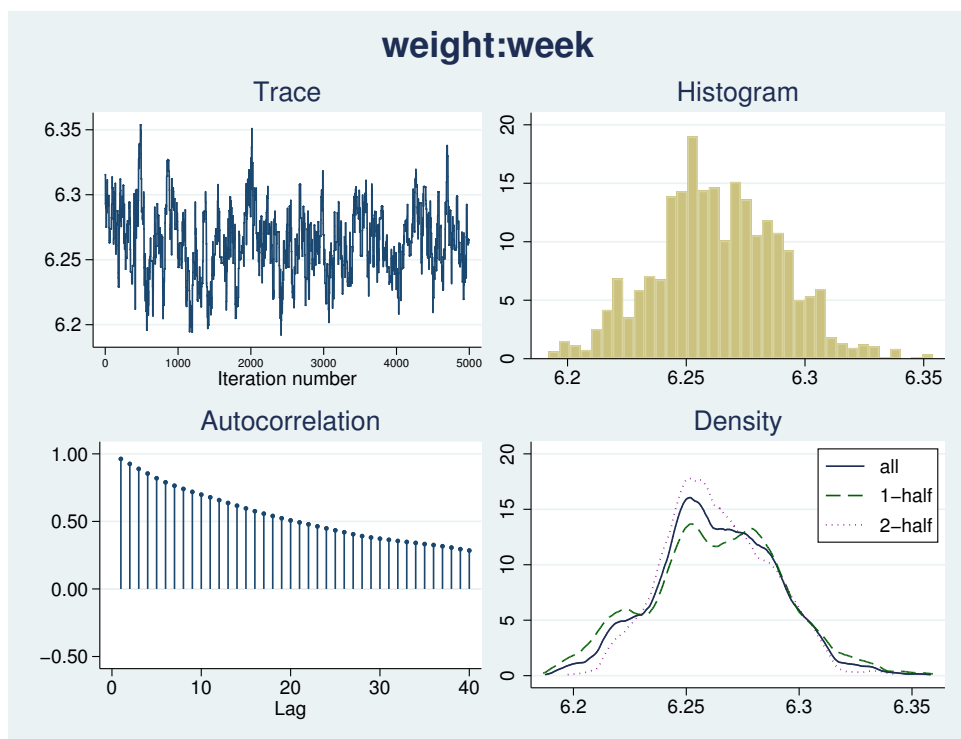 weight:week
Trace
6.35
6.3
6.25
6.2
0 1000 2000 3000 4000 5000
Iteration number
Histogram
20
15
10
5
0
6.2 6.25 6.3 6.35
Autocorrelation
1.00
0.50
0.00
−0.50
0 10 20 30 40
Lag
Density
20
15
10
5
0
6.2 6.25 6.3 6.35
all
1−half
2−half